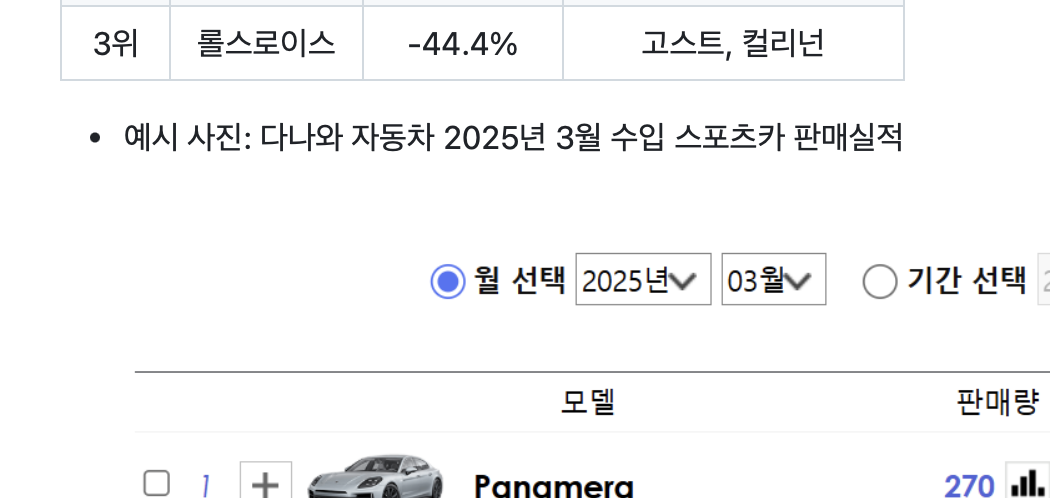 3위 롤스로이스 -44.4% 고스트, 컬리넌
• 예시 사진: 다나와 자동차 2025년 3월 수입 스포츠카 판매실적
월 선택 2025년 03월 기간 선택
모델 판매량
1 Panamera 270